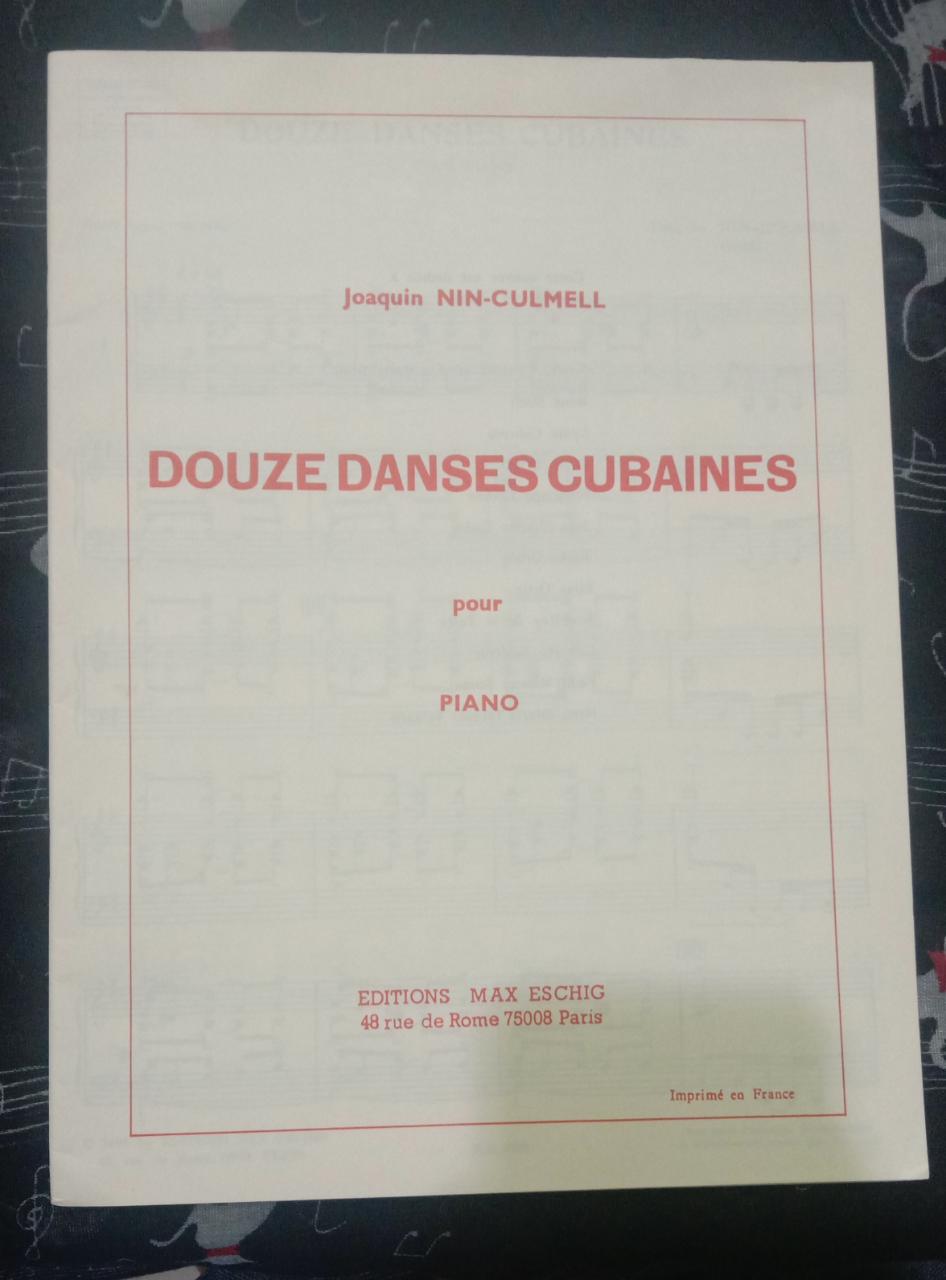 Joaquin NIN-CULMELL
DOUZE DANSES CUBAINES
pour
PIANO
EDITIONS MAX ESCHIG
48 rue de Rome 75008 Paris
Imprimé en France